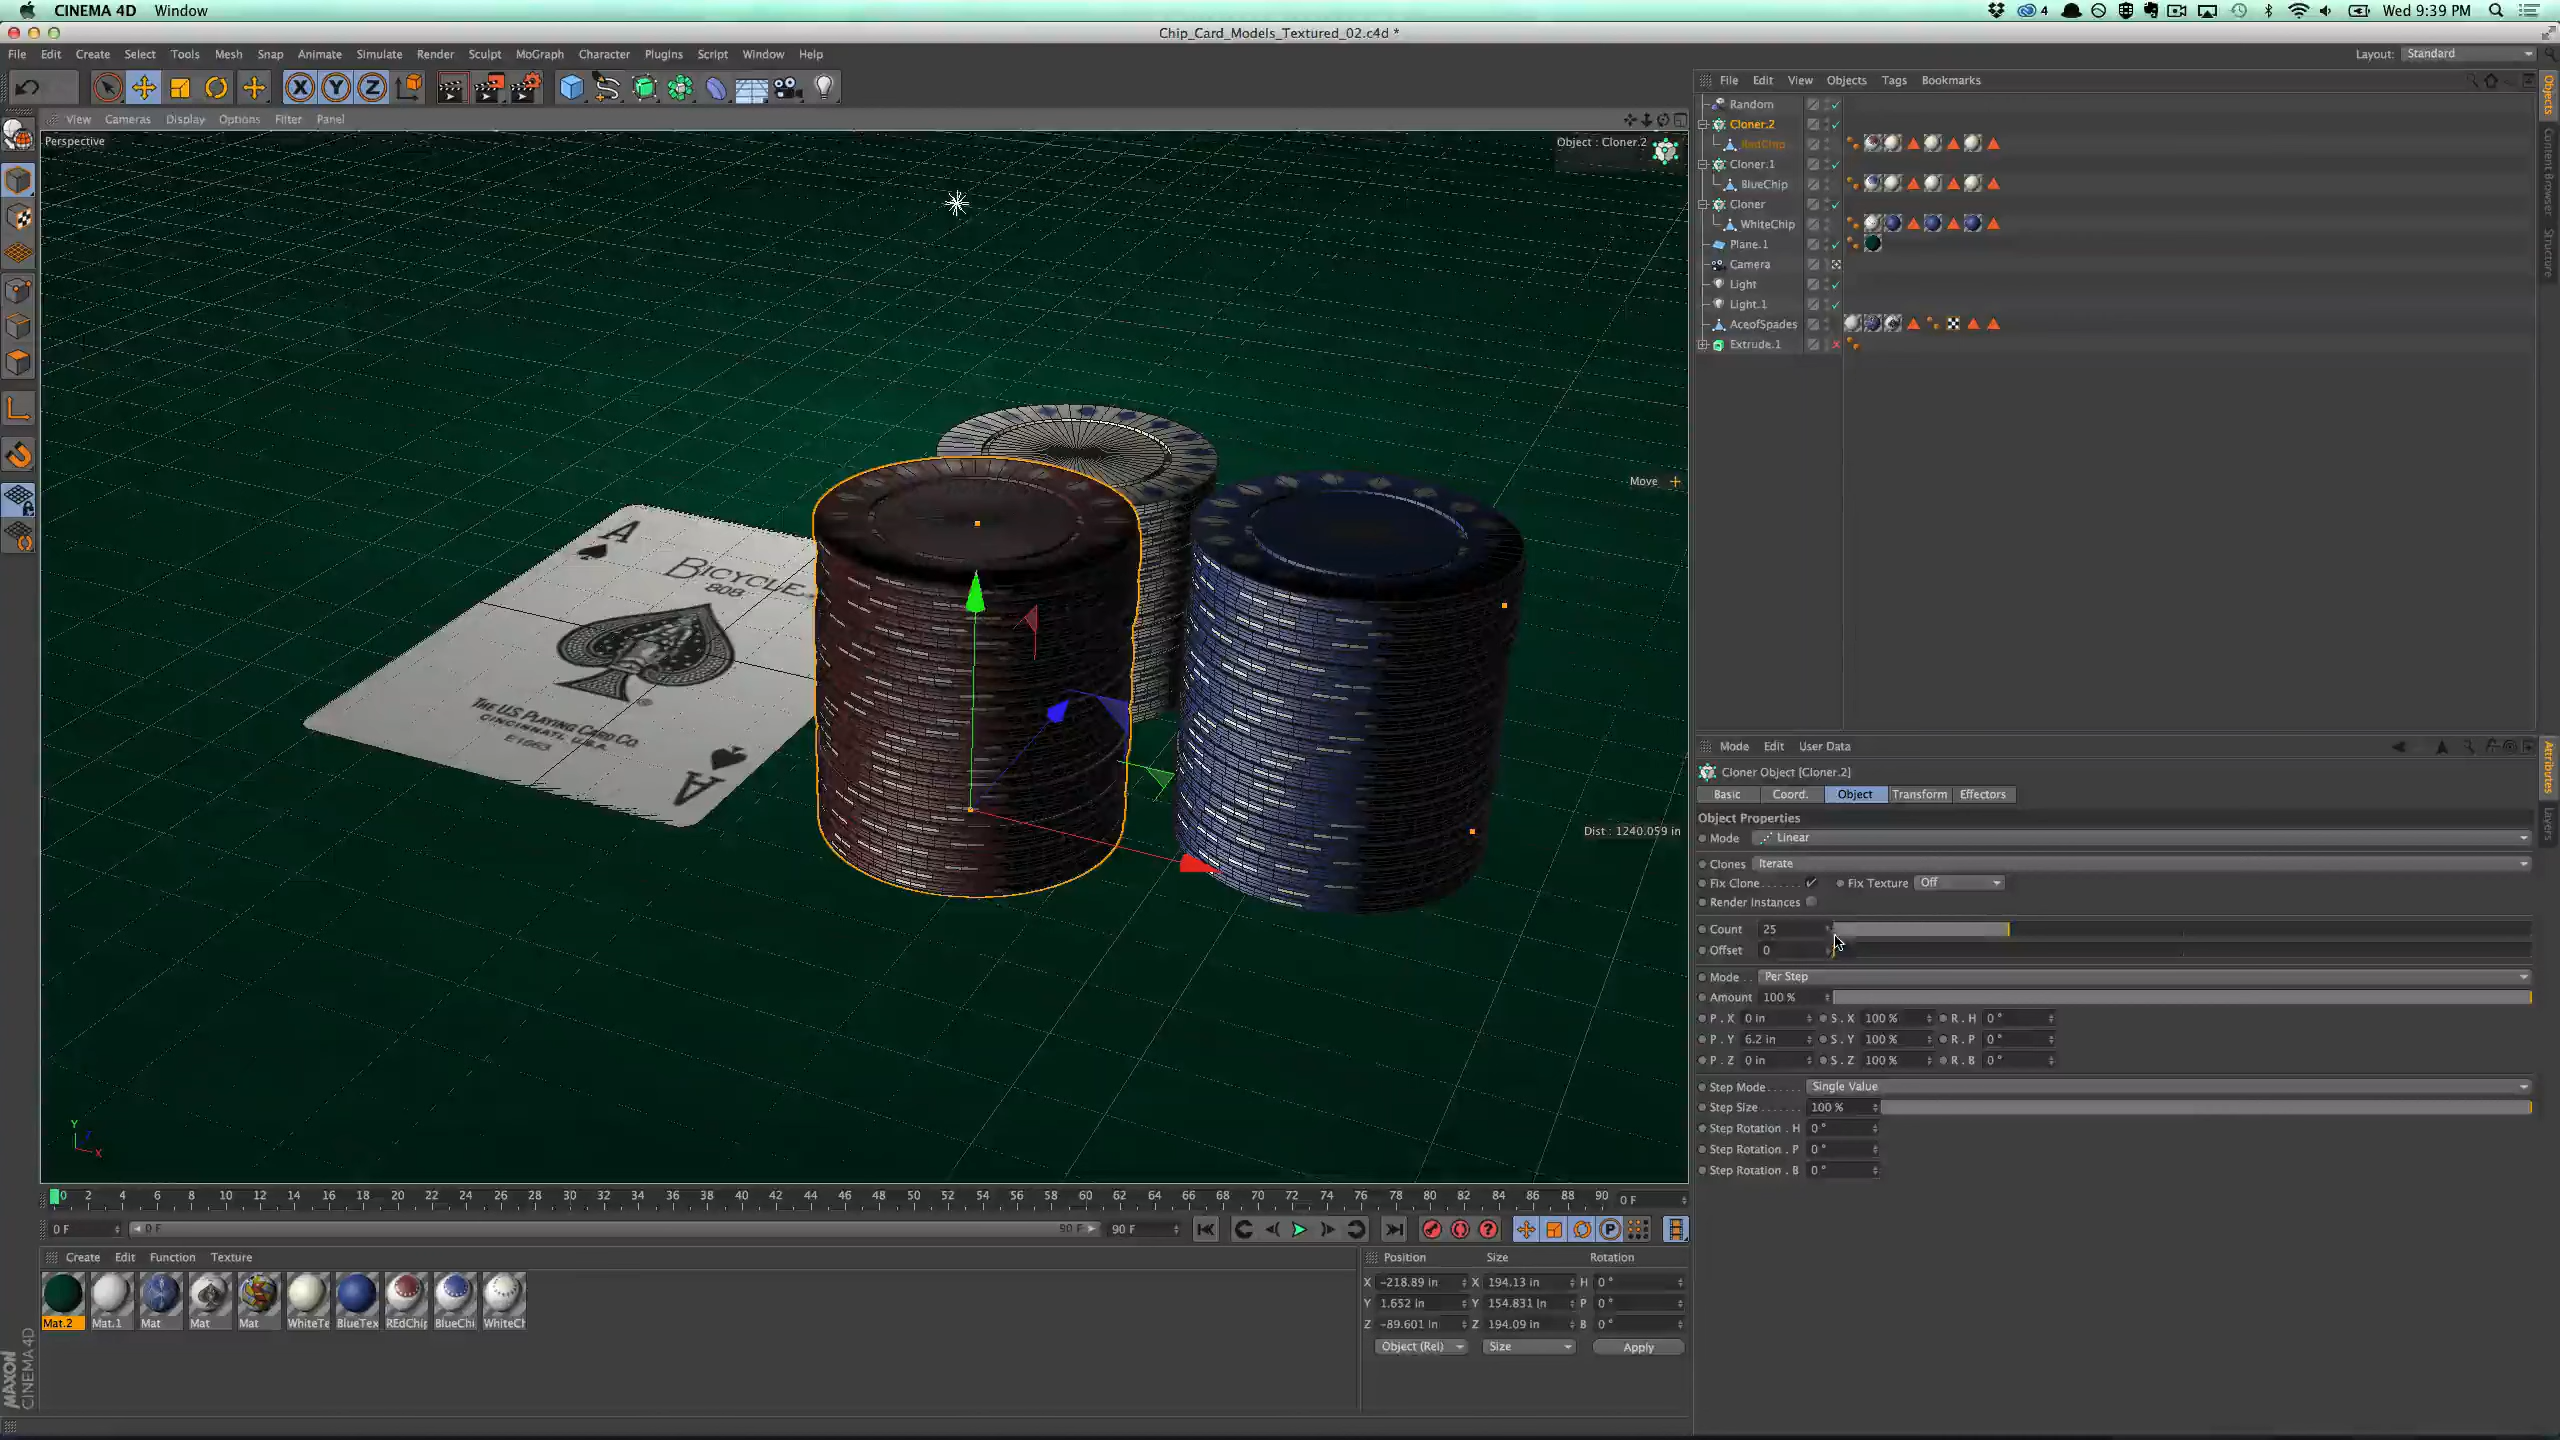 CINEMA 4D Window 4 Wed 9:39 PM
Chip_Card_Models_Textured_02.c4d *
File Edit Create Select Tools Mesh Snap Animate Simulate Render Sculpt MoGraph Character Plugins Script Window Help Layout: Standard
X Y Z
View Cameras Display Options Filter Panel
File Edit View Objects Tags Bookmarks
Perspective
Object : Cloner.2
Random
Cloner.2
RedChip
Cloner.1
BlueChip
Cloner
WhiteChip
Plane.1
Camera
Light
Light.1
AceofSpades
Extrude.1
Objects
Content Browser
Structure
Move
A
BICYCLE
808
THE U.S. PLAYING CARD CO.
CINCINNATI, U.S.A.
A
Dist : 1240.059 in
Y
X
Mode Edit User Data
Attributes
Layers
Cloner Object [Cloner.2]
Basic Coord. Object Transform Effectors
Object Properties
Mode Linear
Clones Iterate
Fix Clone Fix Texture Off
Render Instances
Count 25
Offset 0
Mode Per Step
Amount 100 %
P . X 0 in S . X 100 % R . H 0 °
P . Y 6.2 in S . Y 100 % R . P 0 °
P . Z 0 in S . Z 100 % R . B 0 °
Step Mode Single Value
Step Size 100 %
Step Rotation . H 0 °
Step Rotation . P 0 °
Step Rotation . B 0 °
0 2 4 6 8 10 12 14 16 18 20 22 24 26 28 30 32 34 36 38 40 42 44 46 48 50 52 54 56 58 60 62 64 66 68 70 72 74 76 78 80 82 84 86 88 90 0 F
0 F 0 F 90 F 90 F
Create Edit Function Texture
Mat.2 Mat.1 Mat Mat Mat WhiteTe BlueTex REdChip BlueChi WhiteCh
Position Size Rotation
X -218.89 in X 194.13 in H 0 °
Y 1.652 in Y 154.831 in P 0 °
Z -89.601 in Z 194.09 in B 0 °
Object (Rel) Size Apply
MAXON
CINEMA 4D